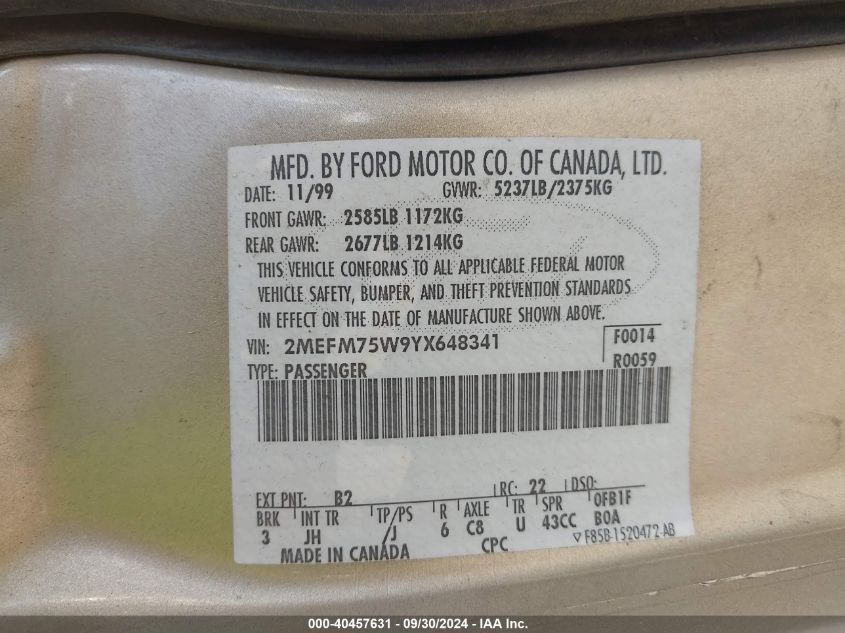 MFD. BY FORD MOTOR CO. OF CANADA, LTD.
DATE: 11/99 GVWR: 5237LB/2375KG
FRONT GAWR: 2585LB 1172KG
REAR GAWR: 2677LB 1214KG
THIS VEHICLE CONFORMS TO ALL APPLICABLE FEDERAL MOTOR
VEHICLE SAFETY, BUMPER, AND THEFT PREVENTION STANDARDS
IN EFFECT ON THE DATE OF MANUFACTURE SHOWN ABOVE.
VIN: 2MEFM75W9YX648341 F0014
TYPE: PASSENGER R0059
EXT PNT: B2 RC: 22 DSO:
BRK INT TR TP/PS R AXLE TR SPR OFB1F
3 JH /J 6 C8 U 43CC BOA
MADE IN CANADA CPC ▽F85B-1520472-AB
000-40457631 - 09/30/2024 - IAA Inc.